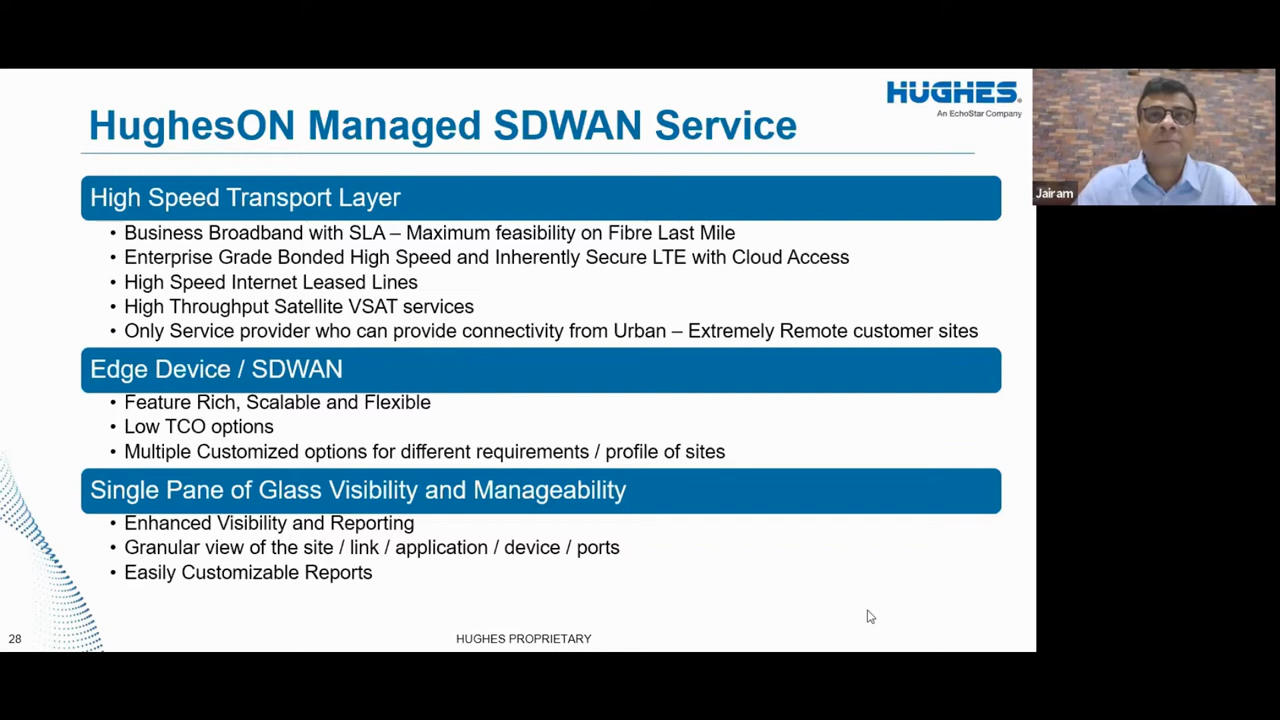 HUGHES®
An EchoStar Company
HughesON Managed SDWAN Service
Jairam
High Speed Transport Layer
• Business Broadband with SLA – Maximum feasibility on Fibre Last Mile
• Enterprise Grade Bonded High Speed and Inherently Secure LTE with Cloud Access
• High Speed Internet Leased Lines
• High Throughput Satellite VSAT services
• Only Service provider who can provide connectivity from Urban – Extremely Remote customer sites
Edge Device / SDWAN
• Feature Rich, Scalable and Flexible
• Low TCO options
• Multiple Customized options for different requirements / profile of sites
Single Pane of Glass Visibility and Manageability
• Enhanced Visibility and Reporting
• Granular view of the site / link / application / device / ports
• Easily Customizable Reports
28
HUGHES PROPRIETARY